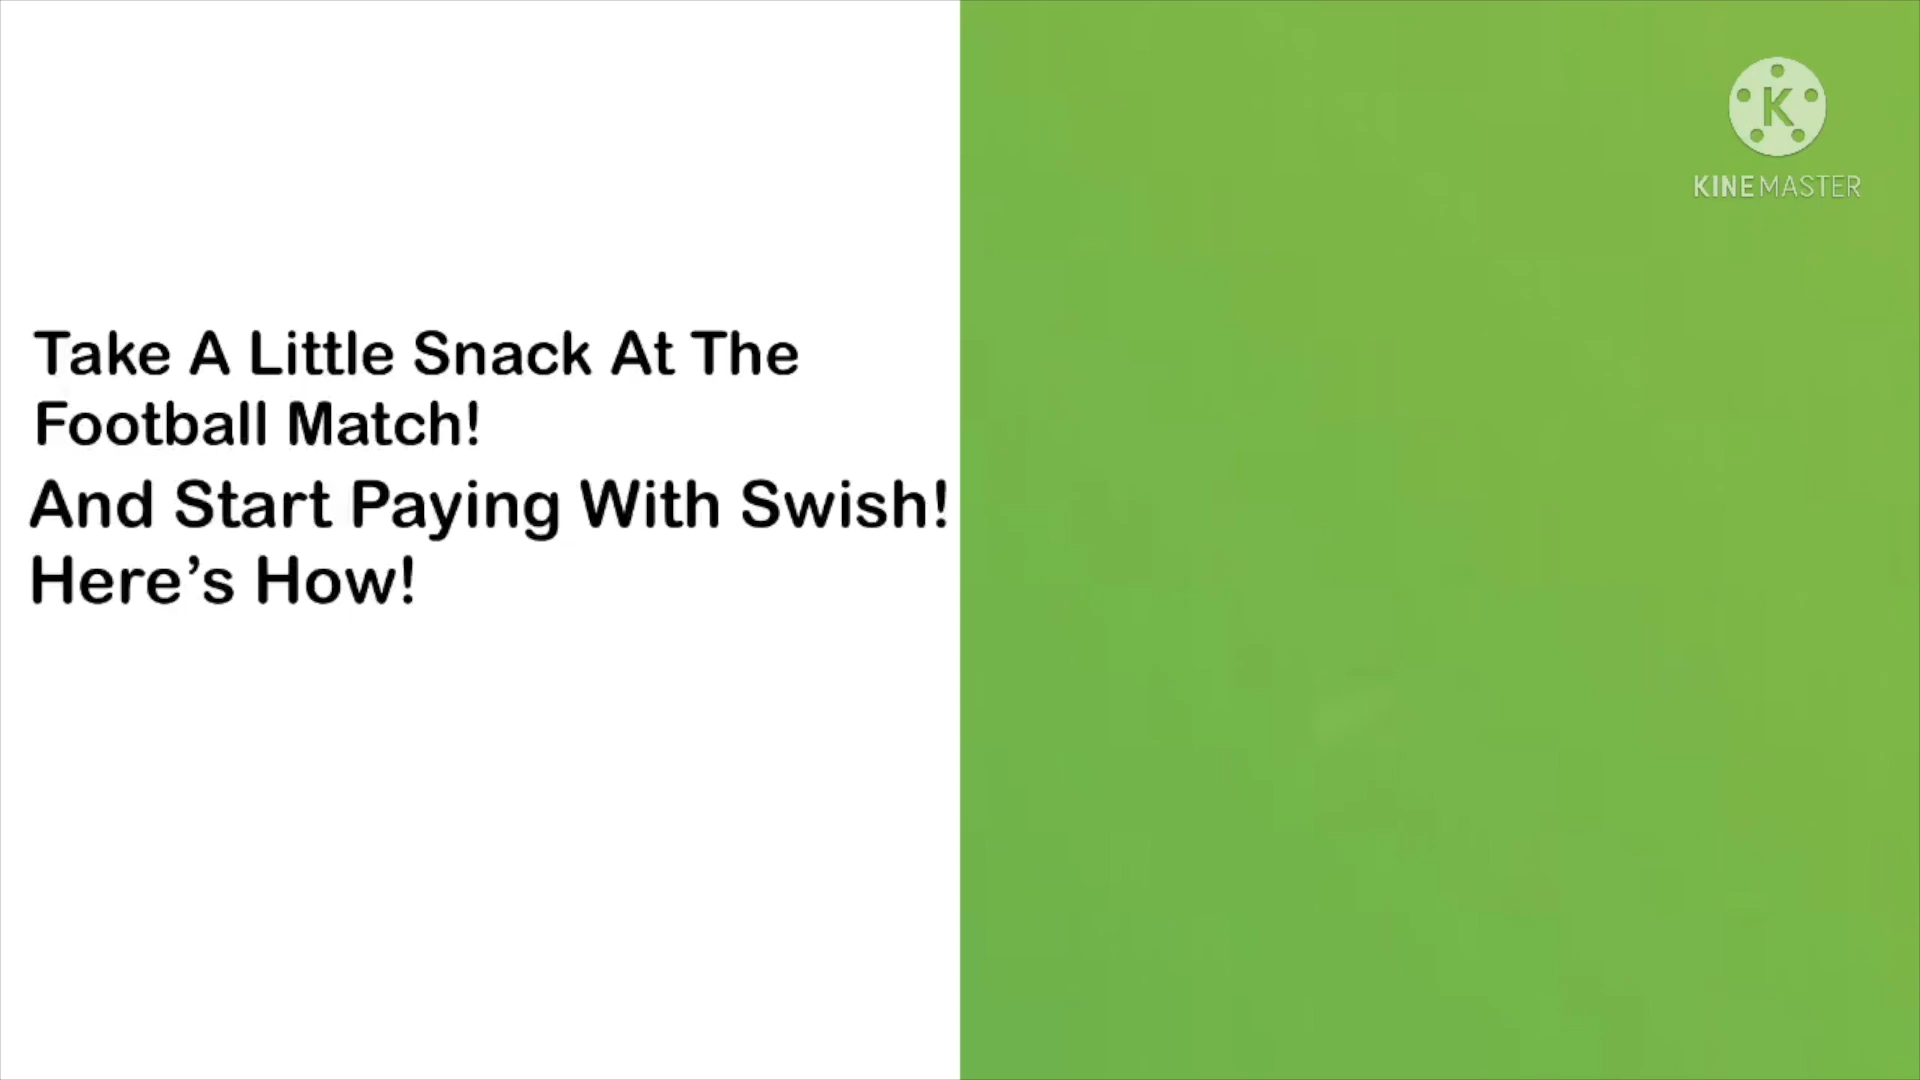 Take A Little Snack At The
Football Match!
And Start Paying With Swish!
Here’s How!
K
KINEMASTER